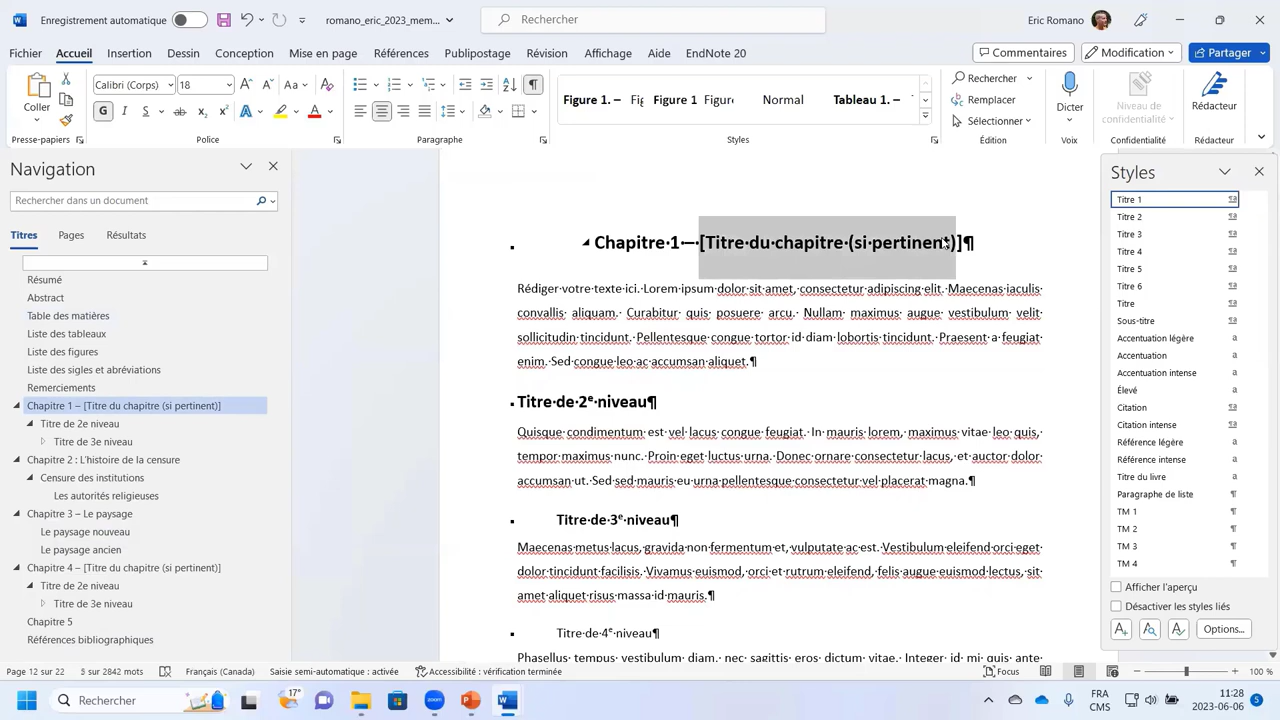 Enregistrement automatique
romano_eric_2023_mem...
Rechercher
Eric Romano
Fichier Accueil Insertion Dessin Conception Mise en page Références Publipostage Révision Affichage Aide EndNote 20
Commentaires
Modification
Partager
Coller
Presse-papiers
Calibri (Corps) 18
Aa
G I S ab x₂ x² A A
Police
Paragraphe
Figure 1. –
Figure 1
Normal
Tableau 1. –
Styles
Rechercher
Remplacer
Sélectionner
Édition
Dicter
Voix
Niveau de confidentialité
Confidentialité
Rédacteur
Rédacteur
Navigation
Rechercher dans un document
Titres Pages Résultats
Résumé
Abstract
Table des matières
Liste des tableaux
Liste des figures
Liste des sigles et abréviations
Remerciements
Chapitre 1 – [Titre du chapitre (si pertinent)]
Titre de 2e niveau
Titre de 3e niveau
Chapitre 2 : L'histoire de la censure
Censure des institutions
Les autorités religieuses
Chapitre 3 – Le paysage
Le paysage nouveau
Le paysage ancien
Chapitre 4 – [Titre du chapitre (si pertinent)]
Titre de 2e niveau
Titre de 3e niveau
Chapitre 5
Références bibliographiques
Chapitre·1·–·[Titre·du·chapitre·(si·pertinent)]¶
Rédiger·votre·texte·ici.·Lorem·ipsum·dolor·sit·amet,·consectetur·adipiscing·elit.·Maecenas·iaculis·
convallis·aliquam.·Curabitur·quis·posuere·arcu.·Nullam·maximus·augue·vestibulum·velit·
sollicitudin·tincidunt.·Pellentesque·congue·tortor·id·diam·lobortis·tincidunt.·Praesent·a·feugiat·
enim.·Sed·congue·leo·ac·accumsan·aliquet.¶
Titre·de·2e·niveau¶
Quisque·condimentum·est·vel·lacus·congue·feugiat.·In·mauris·lorem,·maximus·vitae·leo·quis,·
tempor·maximus·nunc.·Proin·eget·luctus·urna.·Donec·ornare·consectetur·lacus,·et·auctor·dolor·
accumsan·ut.·Sed·sed·mauris·eu·urna·pellentesque·consectetur·vel·placerat·magna.¶
Titre·de·3e·niveau¶
Maecenas·metus·lacus,·gravida·non·fermentum·et,·vulputate·ac·est.·Vestibulum·eleifend·orci·eget·
dolor·tincidunt·facilisis.·Vivamus·euismod,·orci·et·rutrum·eleifend,·felis·augue·euismod·lectus,·sit·
amet·aliquet·risus·massa·id·mauris.¶
Titre·de·4e·niveau¶
Phasellus·tempus·vestibulum·diam,·nec·sagittis·eros·dictum·vitae.·Integer·id·mi·quis·ante·
Styles
Titre 1
Titre 2
Titre 3
Titre 4
Titre 5
Titre 6
Titre
Sous-titre
Accentuation légère
Accentuation
Accentuation intense
Élevé
Citation
Citation intense
Référence légère
Référence intense
Titre du livre
Paragraphe de liste
TM 1
TM 2
TM 3
TM 4
Afficher l'aperçu
Désactiver les styles liés
Options...
Page 12 sur 22 5 sur 2842 mots Français (Canada) Saisie semi-automatique : activée Accessibilité : vérification terminée Focus 100 %
Rechercher
17°
zoom
FRA
CMS
11:28
2023-06-06
5